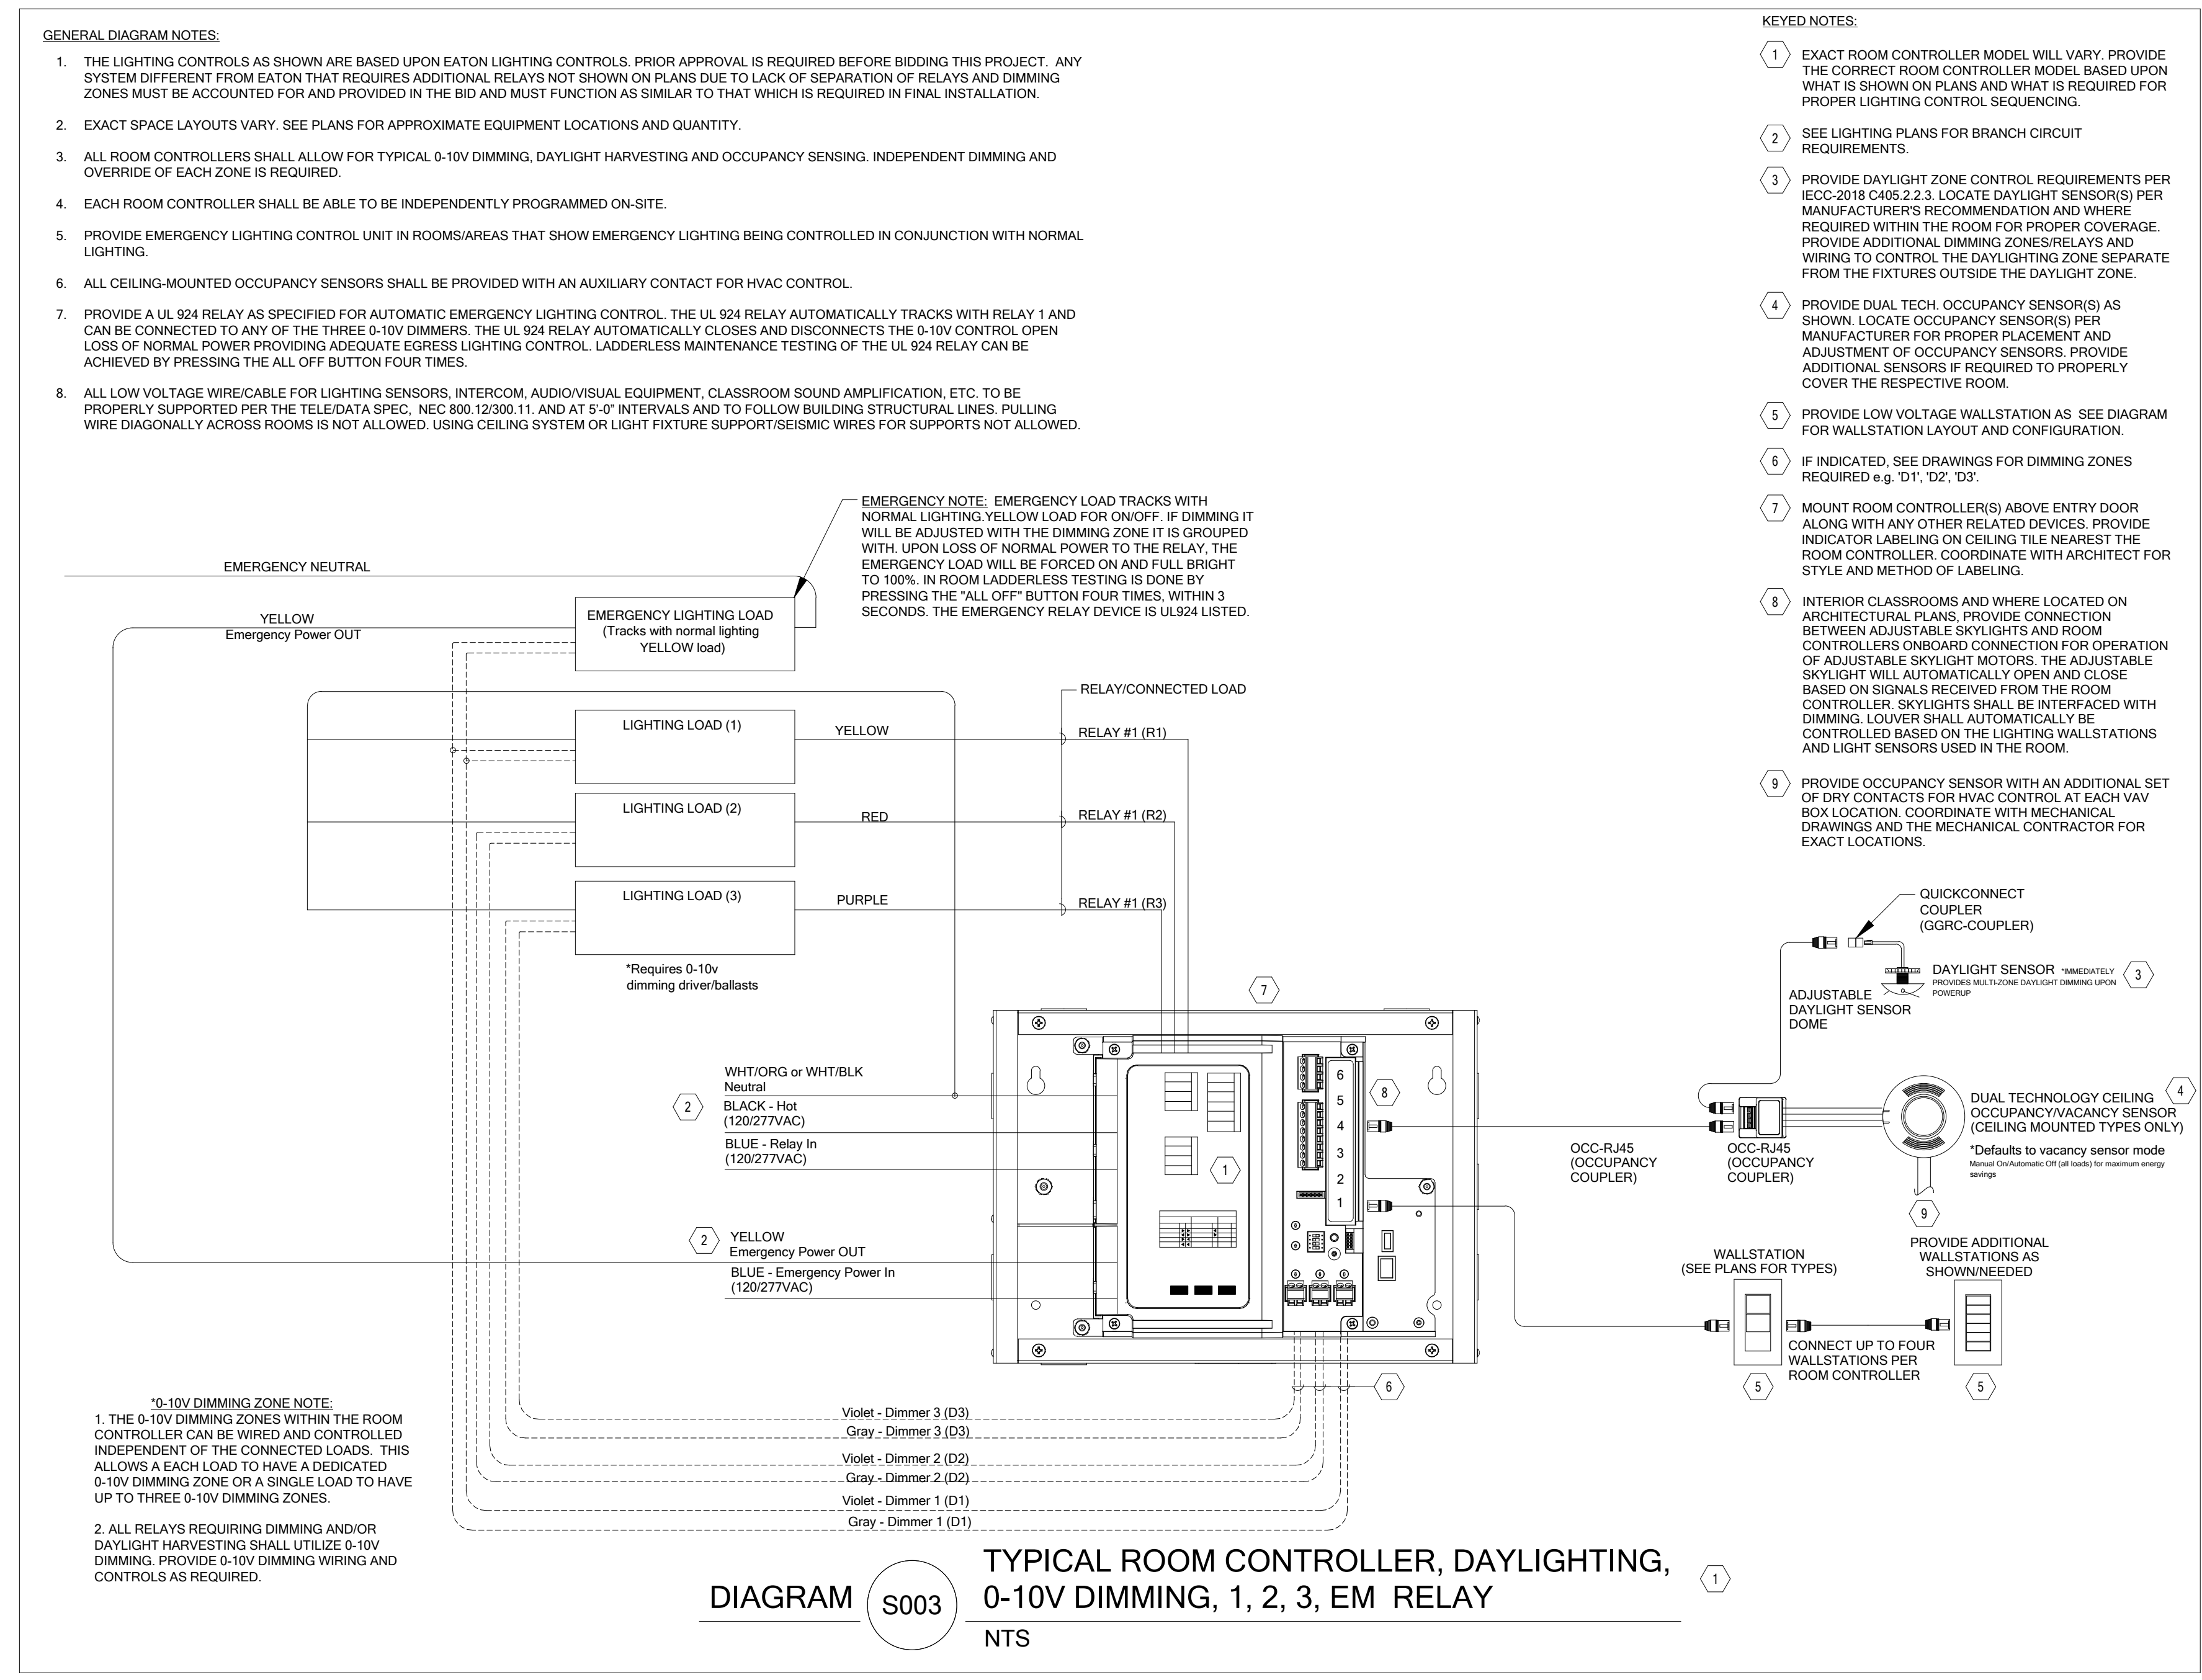 GENERAL DIAGRAM NOTES:
1. THE LIGHTING CONTROLS AS SHOWN ARE BASED UPON EATON LIGHTING CONTROLS. PRIOR APPROVAL IS REQUIRED BEFORE BIDDING THIS PROJECT. ANY
SYSTEM DIFFERENT FROM EATON THAT REQUIRES ADDITIONAL RELAYS NOT SHOWN ON PLANS DUE TO LACK OF SEPARATION OF RELAYS AND DIMMING
ZONES MUST BE ACCOUNTED FOR AND PROVIDED IN THE BID AND MUST FUNCTION AS SIMILAR TO THAT WHICH IS REQUIRED IN FINAL INSTALLATION.
2. EXACT SPACE LAYOUTS VARY. SEE PLANS FOR APPROXIMATE EQUIPMENT LOCATIONS AND QUANTITY.
3. ALL ROOM CONTROLLERS SHALL ALLOW FOR TYPICAL 0-10V DIMMING, DAYLIGHT HARVESTING AND OCCUPANCY SENSING. INDEPENDENT DIMMING AND
OVERRIDE OF EACH ZONE IS REQUIRED.
4. EACH ROOM CONTROLLER SHALL BE ABLE TO BE INDEPENDENTLY PROGRAMMED ON-SITE.
5. PROVIDE EMERGENCY LIGHTING CONTROL UNIT IN ROOMS/AREAS THAT SHOW EMERGENCY LIGHTING BEING CONTROLLED IN CONJUNCTION WITH NORMAL
LIGHTING.
6. ALL CEILING-MOUNTED OCCUPANCY SENSORS SHALL BE PROVIDED WITH AN AUXILIARY CONTACT FOR HVAC CONTROL.
7. PROVIDE A UL 924 RELAY AS SPECIFIED FOR AUTOMATIC EMERGENCY LIGHTING CONTROL. THE UL 924 RELAY AUTOMATICALLY TRACKS WITH RELAY 1 AND
CAN BE CONNECTED TO ANY OF THE THREE 0-10V DIMMERS. THE UL 924 RELAY AUTOMATICALLY CLOSES AND DISCONNECTS THE 0-10V CONTROL OPEN
LOSS OF NORMAL POWER PROVIDING ADEQUATE EGRESS LIGHTING CONTROL. LADDERLESS MAINTENANCE TESTING OF THE UL 924 RELAY CAN BE
ACHIEVED BY PRESSING THE ALL OFF BUTTON FOUR TIMES.
8. ALL LOW VOLTAGE WIRE/CABLE FOR LIGHTING SENSORS, INTERCOM, AUDIO/VISUAL EQUIPMENT, CLASSROOM SOUND AMPLIFICATION, ETC. TO BE
PROPERLY SUPPORTED PER THE TELE/DATA SPEC, NEC 800.12/300.11. AND AT 5'-0" INTERVALS AND TO FOLLOW BUILDING STRUCTURAL LINES. PULLING
WIRE DIAGONALLY ACROSS ROOMS IS NOT ALLOWED. USING CEILING SYSTEM OR LIGHT FIXTURE SUPPORT/SEISMIC WIRES FOR SUPPORTS NOT ALLOWED.
KEYED NOTES:
1 EXACT ROOM CONTROLLER MODEL WILL VARY. PROVIDE
THE CORRECT ROOM CONTROLLER MODEL BASED UPON
WHAT IS SHOWN ON PLANS AND WHAT IS REQUIRED FOR
PROPER LIGHTING CONTROL SEQUENCING.
2 SEE LIGHTING PLANS FOR BRANCH CIRCUIT
REQUIREMENTS.
3 PROVIDE DAYLIGHT ZONE CONTROL REQUIREMENTS PER
IECC-2018 C405.2.2.3. LOCATE DAYLIGHT SENSOR(S) PER
MANUFACTURER'S RECOMMENDATION AND WHERE
REQUIRED WITHIN THE ROOM FOR PROPER COVERAGE.
PROVIDE ADDITIONAL DIMMING ZONES/RELAYS AND
WIRING TO CONTROL THE DAYLIGHTING ZONE SEPARATE
FROM THE FIXTURES OUTSIDE THE DAYLIGHT ZONE.
4 PROVIDE DUAL TECH. OCCUPANCY SENSOR(S) AS
SHOWN. LOCATE OCCUPANCY SENSOR(S) PER
MANUFACTURER FOR PROPER PLACEMENT AND
ADJUSTMENT OF OCCUPANCY SENSORS. PROVIDE
ADDITIONAL SENSORS IF REQUIRED TO PROPERLY
COVER THE RESPECTIVE ROOM.
5 PROVIDE LOW VOLTAGE WALLSTATION AS SEE DIAGRAM
FOR WALLSTATION LAYOUT AND CONFIGURATION.
6 IF INDICATED, SEE DRAWINGS FOR DIMMING ZONES
REQUIRED e.g. 'D1', 'D2', 'D3'.
7 MOUNT ROOM CONTROLLER(S) ABOVE ENTRY DOOR
ALONG WITH ANY OTHER RELATED DEVICES. PROVIDE
INDICATOR LABELING ON CEILING TILE NEAREST THE
ROOM CONTROLLER. COORDINATE WITH ARCHITECT FOR
STYLE AND METHOD OF LABELING.
8 INTERIOR CLASSROOMS AND WHERE LOCATED ON
ARCHITECTURAL PLANS, PROVIDE CONNECTION
BETWEEN ADJUSTABLE SKYLIGHTS AND ROOM
CONTROLLERS ONBOARD CONNECTION FOR OPERATION
OF ADJUSTABLE SKYLIGHT MOTORS. THE ADJUSTABLE
SKYLIGHT WILL AUTOMATICALLY OPEN AND CLOSE
BASED ON SIGNALS RECEIVED FROM THE ROOM
CONTROLLER. SKYLIGHTS SHALL BE INTERFACED WITH
DIMMING. LOUVER SHALL AUTOMATICALLY BE
CONTROLLED BASED ON THE LIGHTING WALLSTATIONS
AND LIGHT SENSORS USED IN THE ROOM.
9 PROVIDE OCCUPANCY SENSOR WITH AN ADDITIONAL SET
OF DRY CONTACTS FOR HVAC CONTROL AT EACH VAV
BOX LOCATION. COORDINATE WITH MECHANICAL
DRAWINGS AND THE MECHANICAL CONTRACTOR FOR
EXACT LOCATIONS.
EMERGENCY NOTE: EMERGENCY LOAD TRACKS WITH
NORMAL LIGHTING.YELLOW LOAD FOR ON/OFF. IF DIMMING IT
WILL BE ADJUSTED WITH THE DIMMING ZONE IT IS GROUPED
WITH. UPON LOSS OF NORMAL POWER TO THE RELAY, THE
EMERGENCY LOAD WILL BE FORCED ON AND FULL BRIGHT
TO 100%. IN ROOM LADDERLESS TESTING IS DONE BY
PRESSING THE "ALL OFF" BUTTON FOUR TIMES, WITHIN 3
SECONDS. THE EMERGENCY RELAY DEVICE IS UL924 LISTED.
EMERGENCY NEUTRAL
YELLOW
Emergency Power OUT
EMERGENCY LIGHTING LOAD
(Tracks with normal lighting
YELLOW load)
RELAY/CONNECTED LOAD
LIGHTING LOAD (1)
YELLOW
RELAY #1 (R1)
LIGHTING LOAD (2)
RED
RELAY #1 (R2)
LIGHTING LOAD (3)
PURPLE
RELAY #1 (R3)
*Requires 0-10v
dimming driver/ballasts
7
QUICKCONNECT
COUPLER
(GGRC-COUPLER)
DAYLIGHT SENSOR *IMMEDIATELY
PROVIDES MULTI-ZONE DAYLIGHT DIMMING UPON
POWERUP
3
ADJUSTABLE
DAYLIGHT SENSOR
DOME
WHT/ORG or WHT/BLK
Neutral
2
BLACK - Hot
(120/277VAC)
BLUE - Relay In
(120/277VAC)
1
6
5
4
3
2
1
8
OCC-RJ45
(OCCUPANCY
COUPLER)
OCC-RJ45
(OCCUPANCY
COUPLER)
4
DUAL TECHNOLOGY CEILING
OCCUPANCY/VACANCY SENSOR
(CEILING MOUNTED TYPES ONLY)
*Defaults to vacancy sensor mode
Manual On/Automatic Off (all loads) for maximum energy
savings
9
2
YELLOW
Emergency Power OUT
BLUE - Emergency Power In
(120/277VAC)
WALLSTATION
(SEE PLANS FOR TYPES)
PROVIDE ADDITIONAL
WALLSTATIONS AS
SHOWN/NEEDED
CONNECT UP TO FOUR
WALLSTATIONS PER
ROOM CONTROLLER
5
5
6
*0-10V DIMMING ZONE NOTE:
1. THE 0-10V DIMMING ZONES WITHIN THE ROOM
CONTROLLER CAN BE WIRED AND CONTROLLED
INDEPENDENT OF THE CONNECTED LOADS. THIS
ALLOWS A EACH LOAD TO HAVE A DEDICATED
0-10V DIMMING ZONE OR A SINGLE LOAD TO HAVE
UP TO THREE 0-10V DIMMING ZONES.
2. ALL RELAYS REQUIRING DIMMING AND/OR
DAYLIGHT HARVESTING SHALL UTILIZE 0-10V
DIMMING. PROVIDE 0-10V DIMMING WIRING AND
CONTROLS AS REQUIRED.
Violet - Dimmer 3 (D3)
Gray - Dimmer 3 (D3)
Violet - Dimmer 2 (D2)
Gray - Dimmer 2 (D2)
Violet - Dimmer 1 (D1)
Gray - Dimmer 1 (D1)
DIAGRAM
S003
TYPICAL ROOM CONTROLLER, DAYLIGHTING,
0-10V DIMMING, 1, 2, 3, EM RELAY
1
NTS